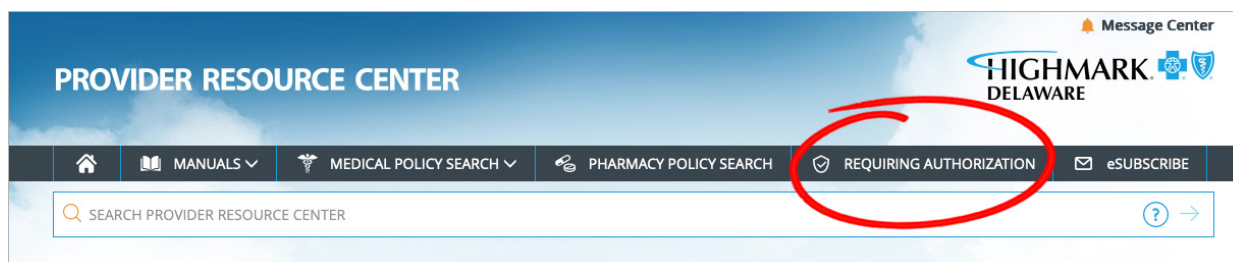 Message Center
PROVIDER RESOURCE CENTER
HIGHMARK
DELAWARE
MANUALS
MEDICAL POLICY SEARCH
PHARMACY POLICY SEARCH
REQUIRING AUTHORIZATION
eSUBSCRIBE
SEARCH PROVIDER RESOURCE CENTER
?